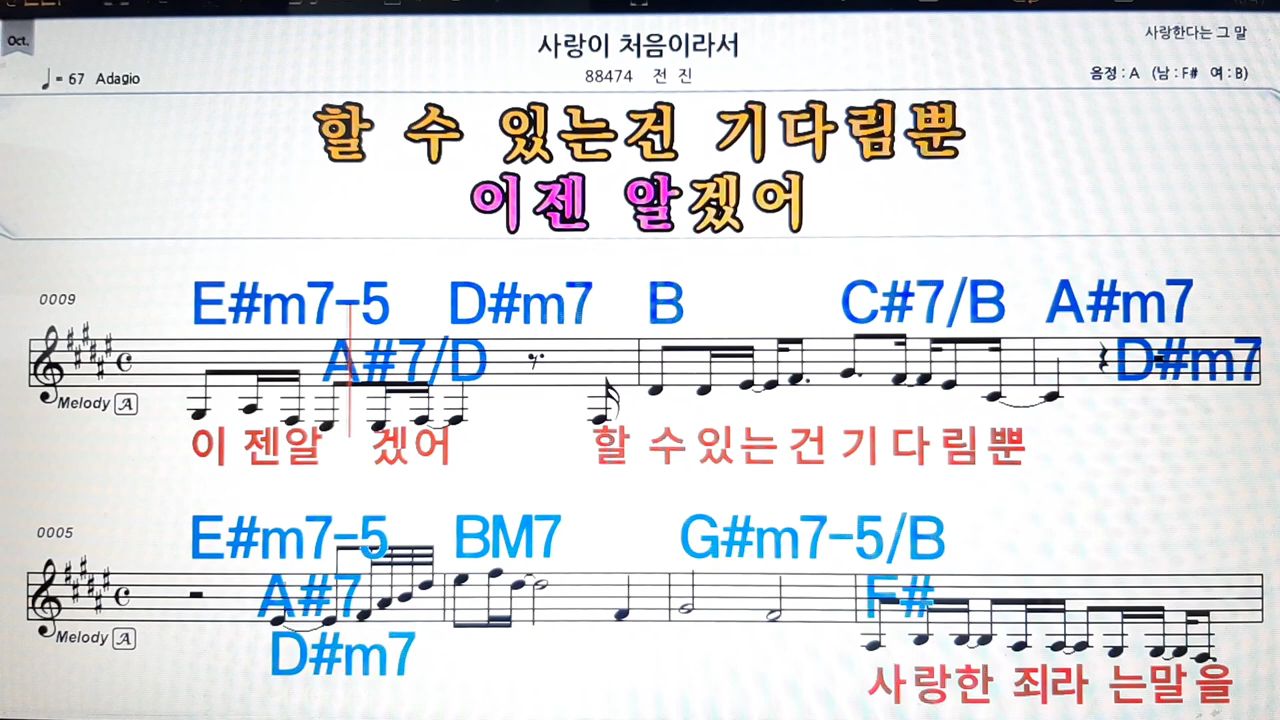 Oct.
사랑이 처음이라서
사랑한다는 그 말
♩ = 67 Adagio
88474 전 진
음정 : A (남 : F# 여 : B)
할 수 있는건 기다림뿐
이젠 알겠어
0009
E#m7-5 D#m7 B C#7/B A#m7
A#7/D D#m7
Melody A
이 젠알 겠어 할 수있는건기다림뿐
0005
E#m7-5 BM7 G#m7-5/B
A#7 F#
Melody A
D#m7
사랑한 죄라 는말을